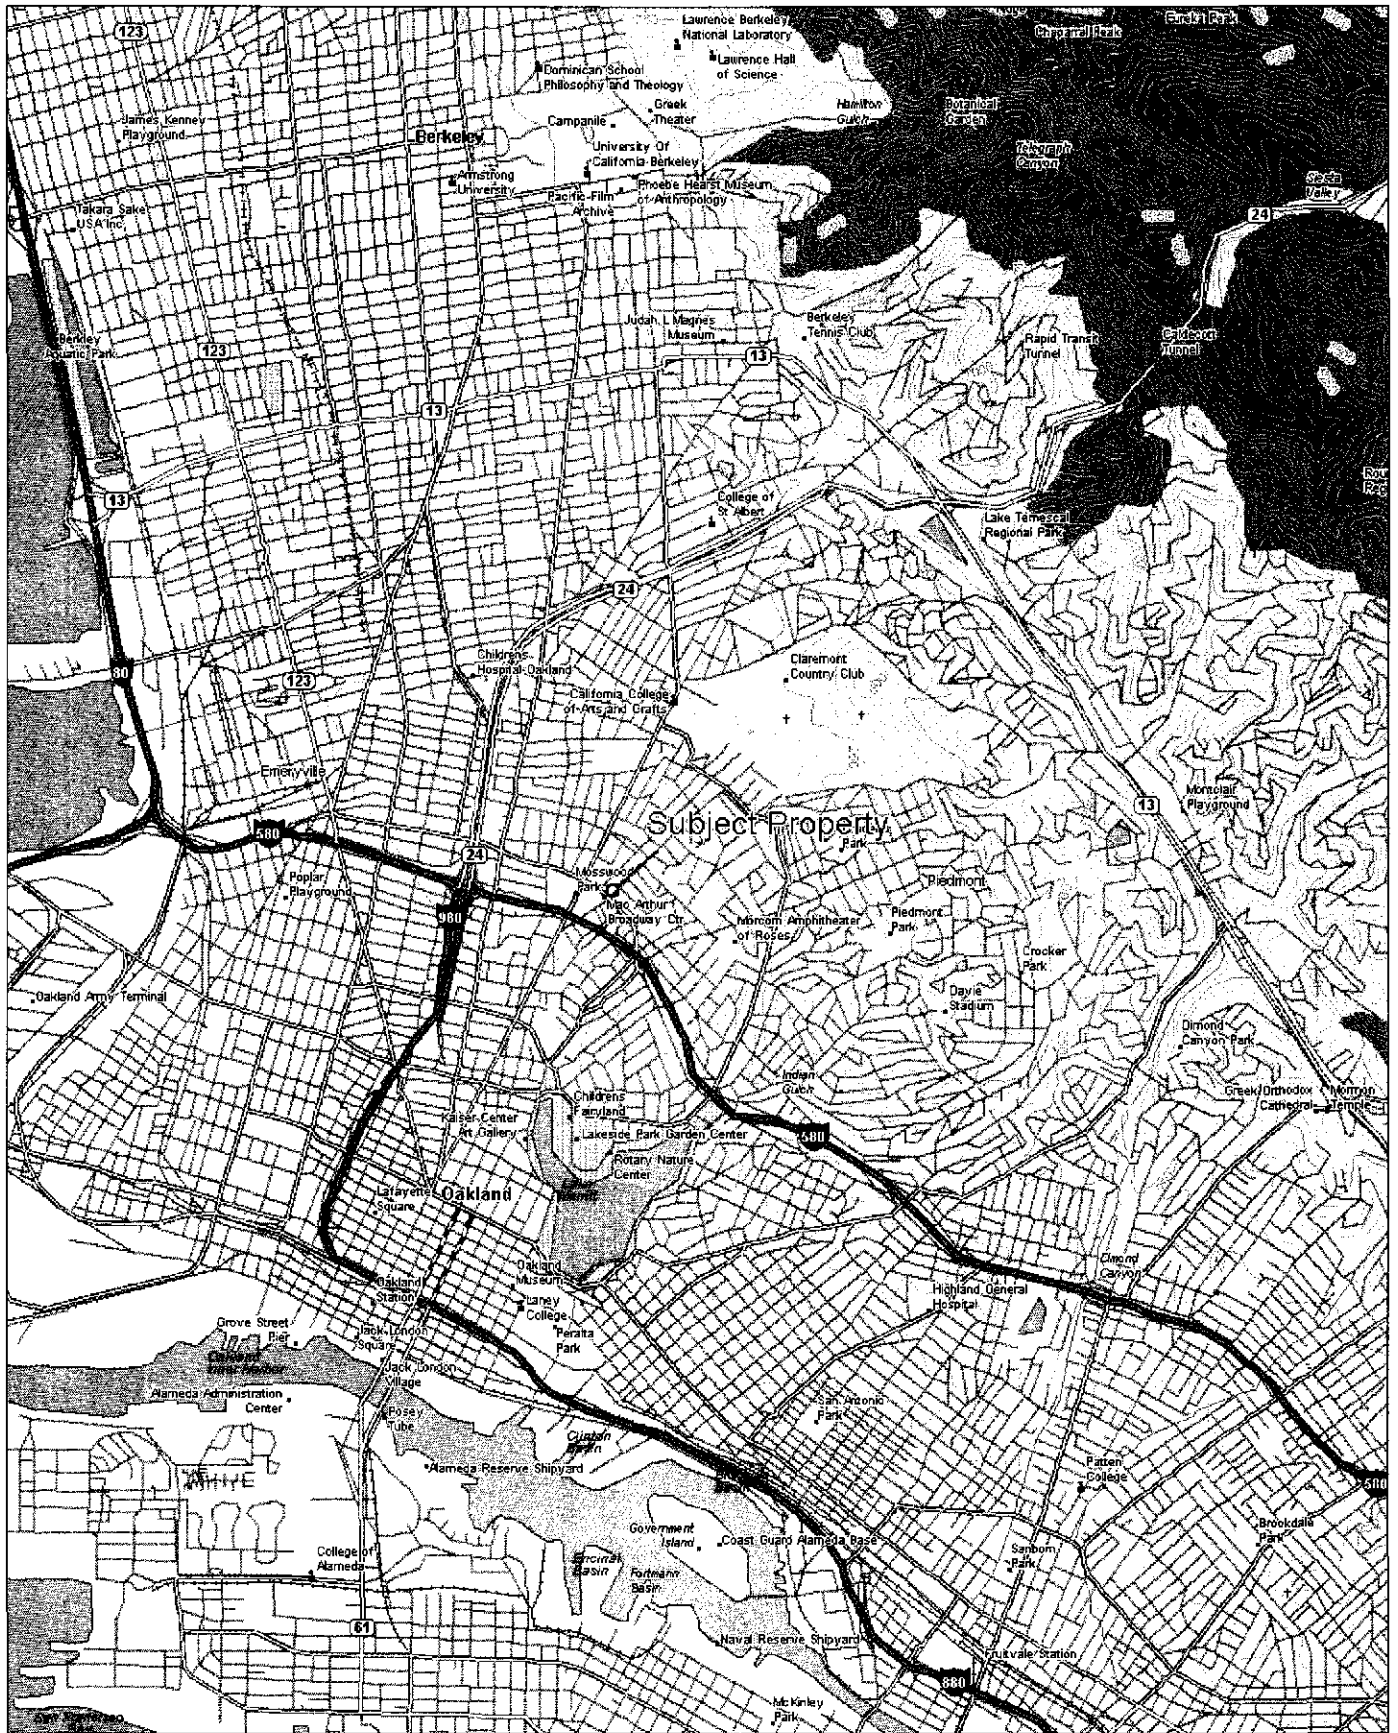 123
Lawrence Berkeley
National Laboratory
Eureka Peak
Chaparral Peak
Lawrence Hall
of Science
Dominican School
Philosophy and Theology
Hamilton
Gulch
Botanical
Garden
Greek
Theater
James Kenney
Playground
Campanile
Berkeley
University Of
California-Berkeley
Telegraph
Canyon
Armstrong
University
Phoebe Hearst Museum
of Anthropology
Pacific-Film
Archive
Siesta
Valley
24
Takara Sake
USA Inc
Judah L Magnes
Museum
Berkeley
Tennis Club
Rapid Transit
Tunnel
Caldecott
Tunnel
Berkley
Aquatic Park
123
13
13
13
College of
St Albert
Lake Temescal
Regional Park
24
Childrens
Hospital-Oakland
Claremont
Country Club
80
123
California College
of Arts and Crafts
Emeryville
Montclair
Playground
13
580
Subject Property
Park
24
Mosswood
Park
Poplar
Playground
Piedmont
980
Mac Arthur
Broadway Ctr
Morcom Amphitheater
of Roses
Piedmont
Park
Crocker
Park
Oakland Army Terminal
Davie
Stadium
Dimond
Canyon Park
Indian
Gulch
Childrens
Fairyland
Greek Orthodox
Cathedral
Mormon
Temple
Kaiser Center
Art Gallery
Lakeside Park Garden Center
580
Rotary Nature
Center
Lafayette
Square
Oakland
Oakland
Museum
Dimond
Canyon
Oakland
Station
Laney
College
Highland General
Hospital
Grove Street
Pier
Jack London
Square
Peralta
Park
Oakland
Inner Harbor
Jack London
Village
Alameda Administration
Center
San Antonio
Park
Posey
Tube
Clinton
Basin
Alameda Reserve Shipyard
Patten
College
580
Government
Island
Coast Guard Alameda Base
Brookdale
Park
College of
Alameda
Fortmann
Basin
Sanborn
Park
61
Naval Reserve Shipyard
Fruitvale Station
880
McKinley
Park